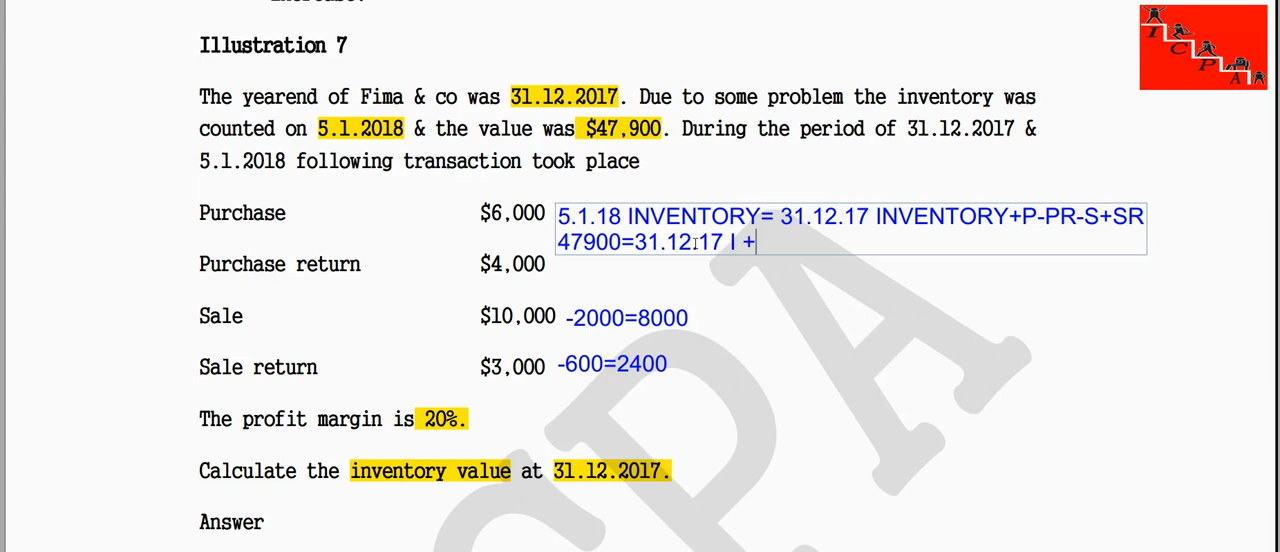 Illustration 7
The yearend of Fima & co was 31.12.2017. Due to some problem the inventory was
counted on 5.1.2018 & the value was $47,900. During the period of 31.12.2017 &
5.1.2018 following transaction took place
Purchase $6,000 5.1.18 INVENTORY= 31.12.17 INVENTORY+P-PR-S+SR
47900=31.12.17 I +
Purchase return $4,000
Sale $10,000 -2000=8000
Sale return $3,000 -600=2400
The profit margin is 20%.
Calculate the inventory value at 31.12.2017.
Answer
I
C
P
A
CPA